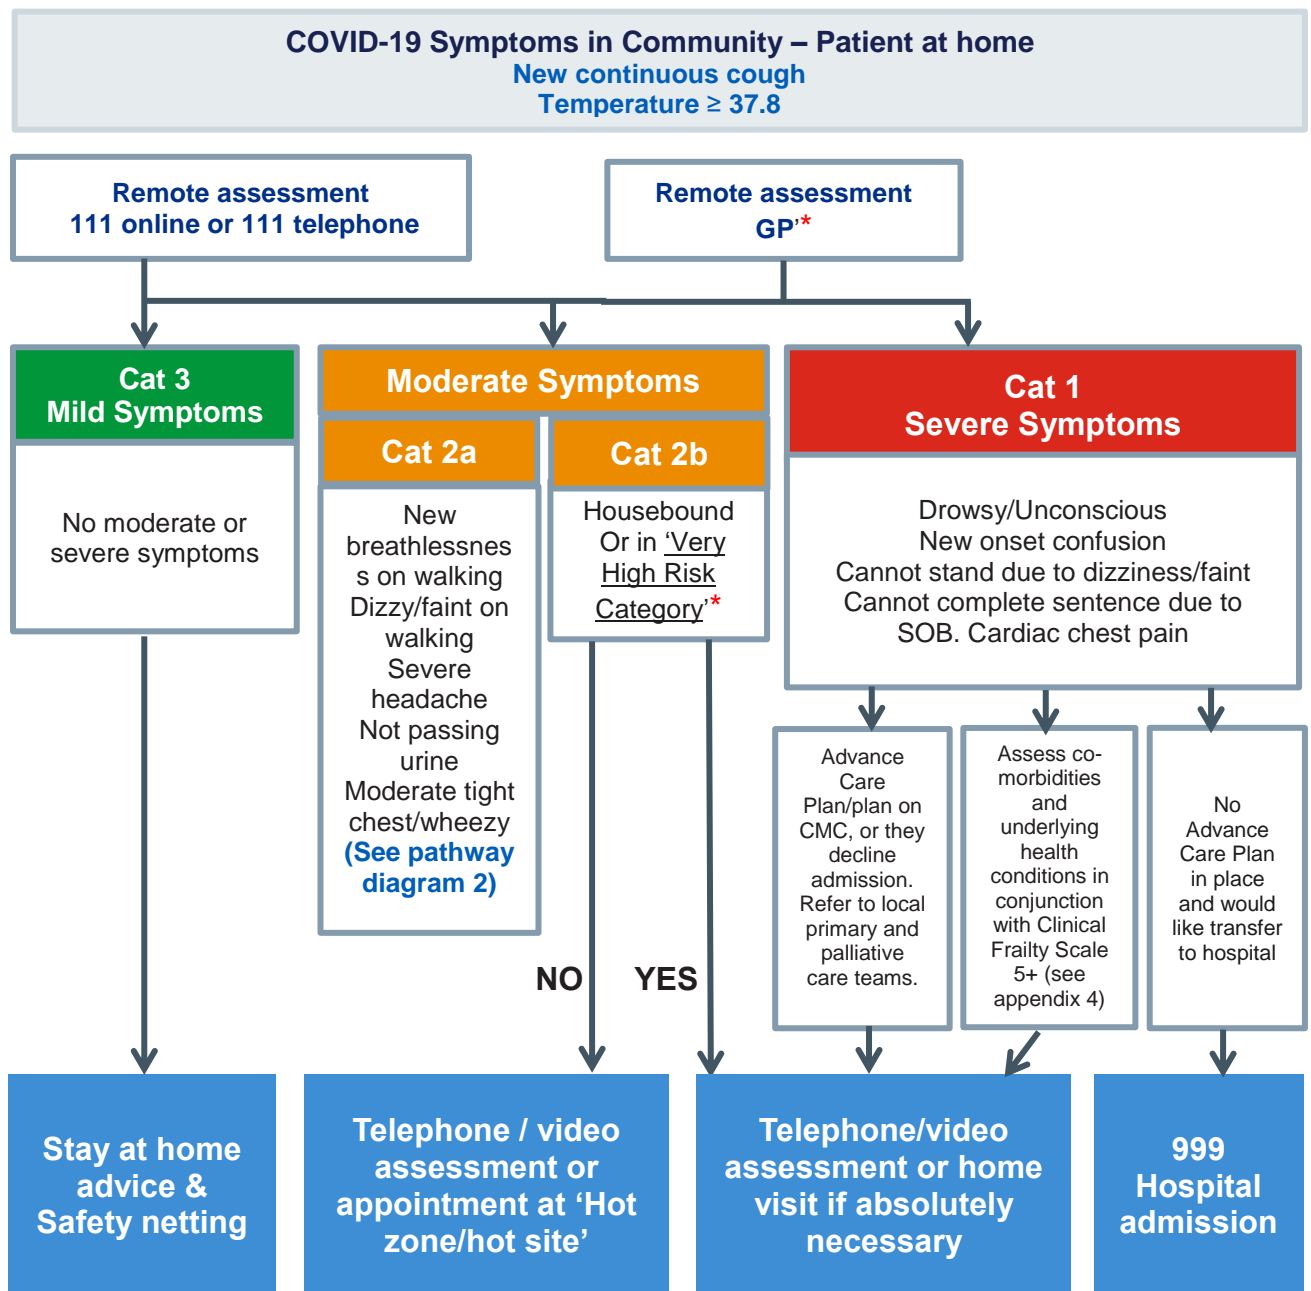 COVID-19 Symptoms in Community – Patient at home
New continuous cough
Temperature ≥ 37.8
Remote assessment
111 online or 111 telephone
Remote assessment
GP’*
Cat 3
Mild Symptoms
No moderate or
severe symptoms
Moderate Symptoms
Cat 2a
New
breathlessnes
s on walking
Dizzy/faint on
walking
Severe
headache
Not passing
urine
Moderate tight
chest/wheezy
(See pathway
diagram 2)
Cat 2b
Housebound
Or in ‘Very
High Risk
Category’*
Cat 1
Severe Symptoms
Drowsy/Unconscious
New onset confusion
Cannot stand due to dizziness/faint
Cannot complete sentence due to
SOB. Cardiac chest pain
Advance
Care
Plan/plan on
CMC, or they
decline
admission.
Refer to local
primary and
palliative
care teams.
Assess co-
morbidities
and
underlying
health
conditions in
conjunction
with Clinical
Frailty Scale
5+ (see
appendix 4)
No
Advance
Care Plan
in place
and would
like transfer
to hospital
NO
YES
Stay at home
advice &
Safety netting
Telephone / video
assessment or
appointment at ‘Hot
zone/hot site’
Telephone/video
assessment or home
visit if absolutely
necessary
999
Hospital
admission